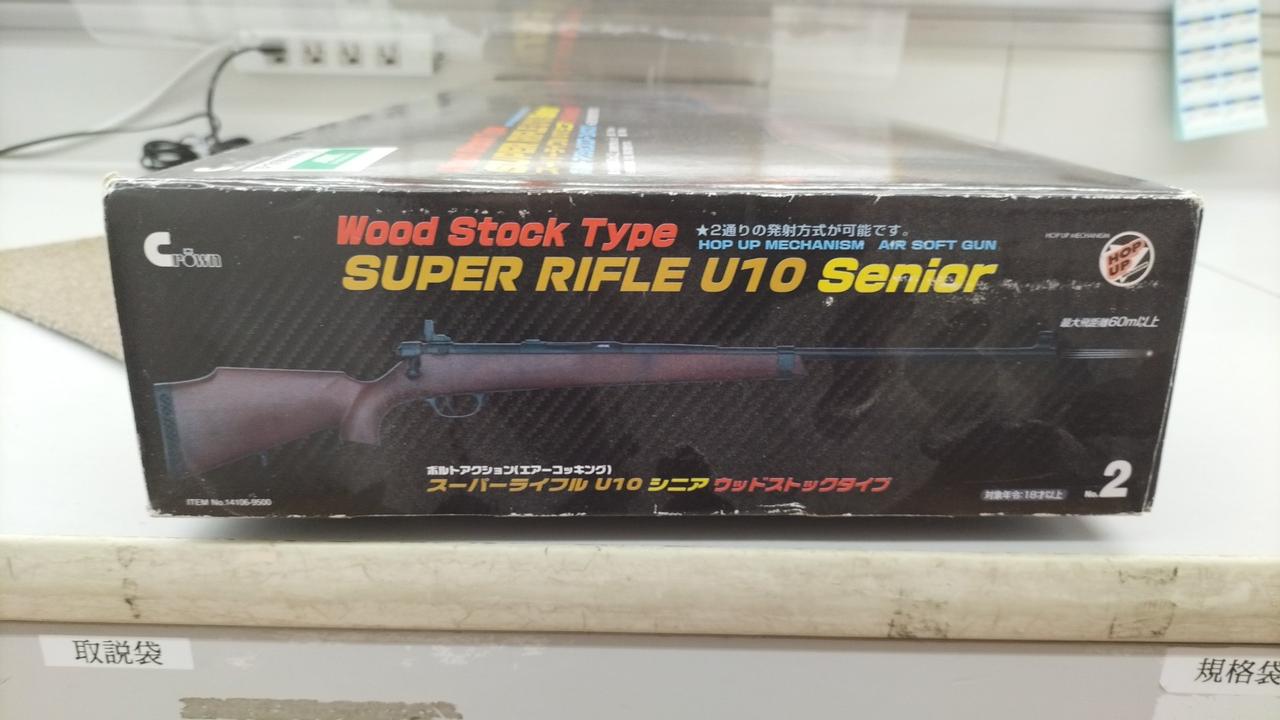 Wood Stock Type
★2通りの発射方式が可能です。
HOP UP MECHANISM AIR SOFT GUN
SUPER RIFLE U10 Senior
Crown
HOP UP MECHANISM
HOP UP
最大飛距離60m以上
ボルトアクション(エアーコッキング)
スーパーライフル U10 シニア ウッドストックタイプ
ITEM No.14106-9500
対象年令:18才以上
No.2
取説袋
規格袋